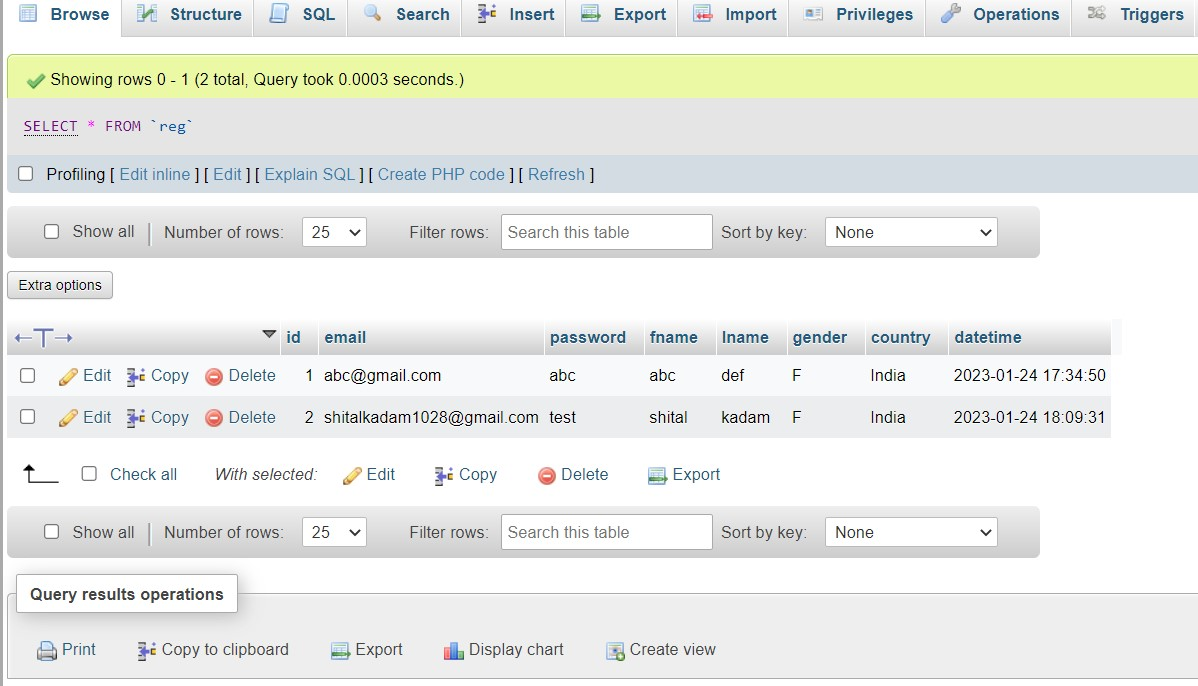 Browse Structure SQL Search Insert Export Import Privileges Operations Triggers
Showing rows 0 - 1 (2 total, Query took 0.0003 seconds.)
SELECT * FROM `reg`
Profiling [ Edit inline ] [ Edit ] [ Explain SQL ] [ Create PHP code ] [ Refresh ]
Show all | Number of rows: 25 Filter rows: Search this table Sort by key: None
Extra options
←T→ id email password fname lname gender country datetime
Edit Copy Delete 1 abc@gmail.com abc abc def F India 2023-01-24 17:34:50
Edit Copy Delete 2 shitalkadam1028@gmail.com test shital kadam F India 2023-01-24 18:09:31
Check all With selected: Edit Copy Delete Export
Show all | Number of rows: 25 Filter rows: Search this table Sort by key: None
Query results operations
Print Copy to clipboard Export Display chart Create view